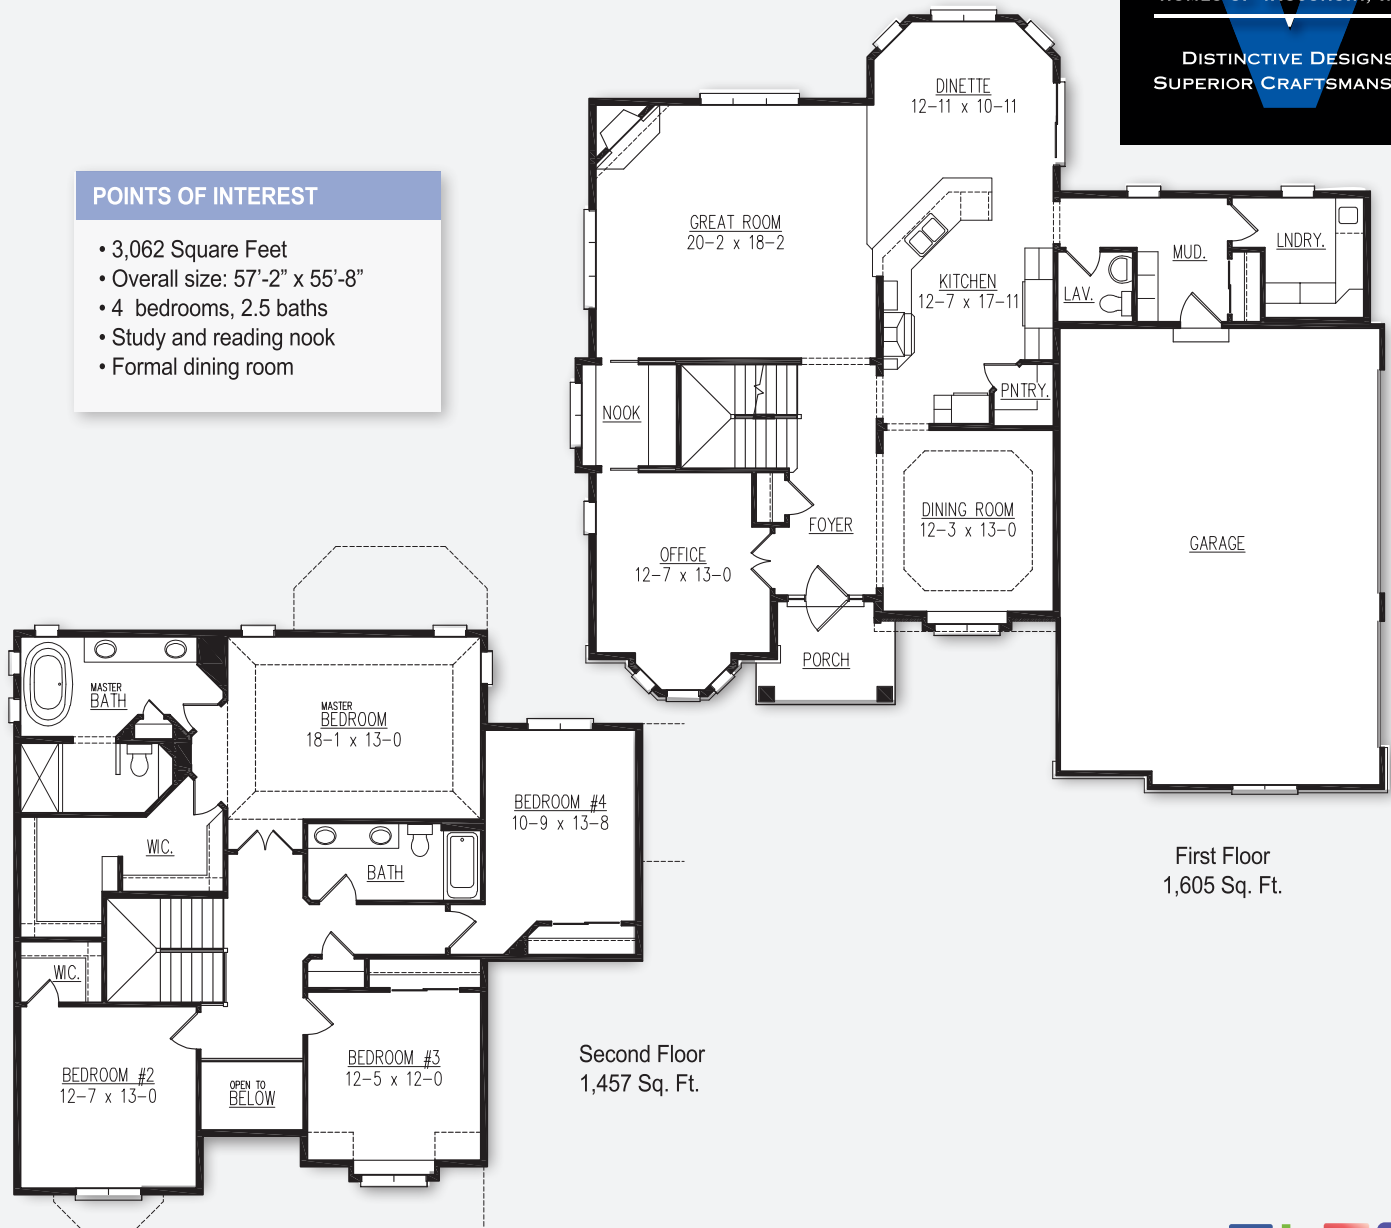 DISTINCTIVE DESIGNS
SUPERIOR
POINTS OF INTEREST
• 3,062 Square Feet
• Overall size: 57'-2" x 55'-8"
• 4 bedrooms, 2.5 baths
• Study and reading nook
• Formal dining room
DINETTE
12-11 x 10-11
GREAT ROOM
20-2 x 18-2
KITCHEN
12-7 x 17-11
MUD.
LNDRY.
LAV.
PNTRY.
NOOK
FOYER
DINING ROOM
12-3 x 13-0
OFFICE
12-7 x 13-0
GARAGE
PORCH
First Floor
1,605 Sq. Ft.
MASTER
BATH
MASTER
BEDROOM
18-1 x 13-0
BEDROOM #4
10-9 x 13-8
WIC.
BATH
WIC.
BEDROOM #2
12-7 x 13-0
OPEN TO
BELOW
BEDROOM #3
12-5 x 12-0
Second Floor
1,457 Sq. Ft.